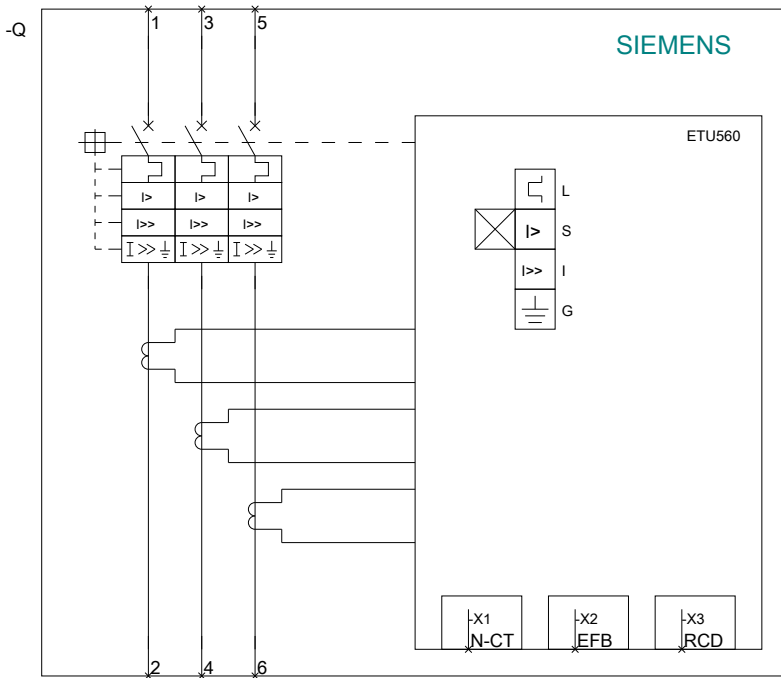 -Q
1 3 5
SIEMENS
ETU560
L
I> I> I> I> S
I>> I>> I>> I>> I
I>> I>> I>> G
-X1 -X2 -X3
N-CT EFB RCD
2 4 6